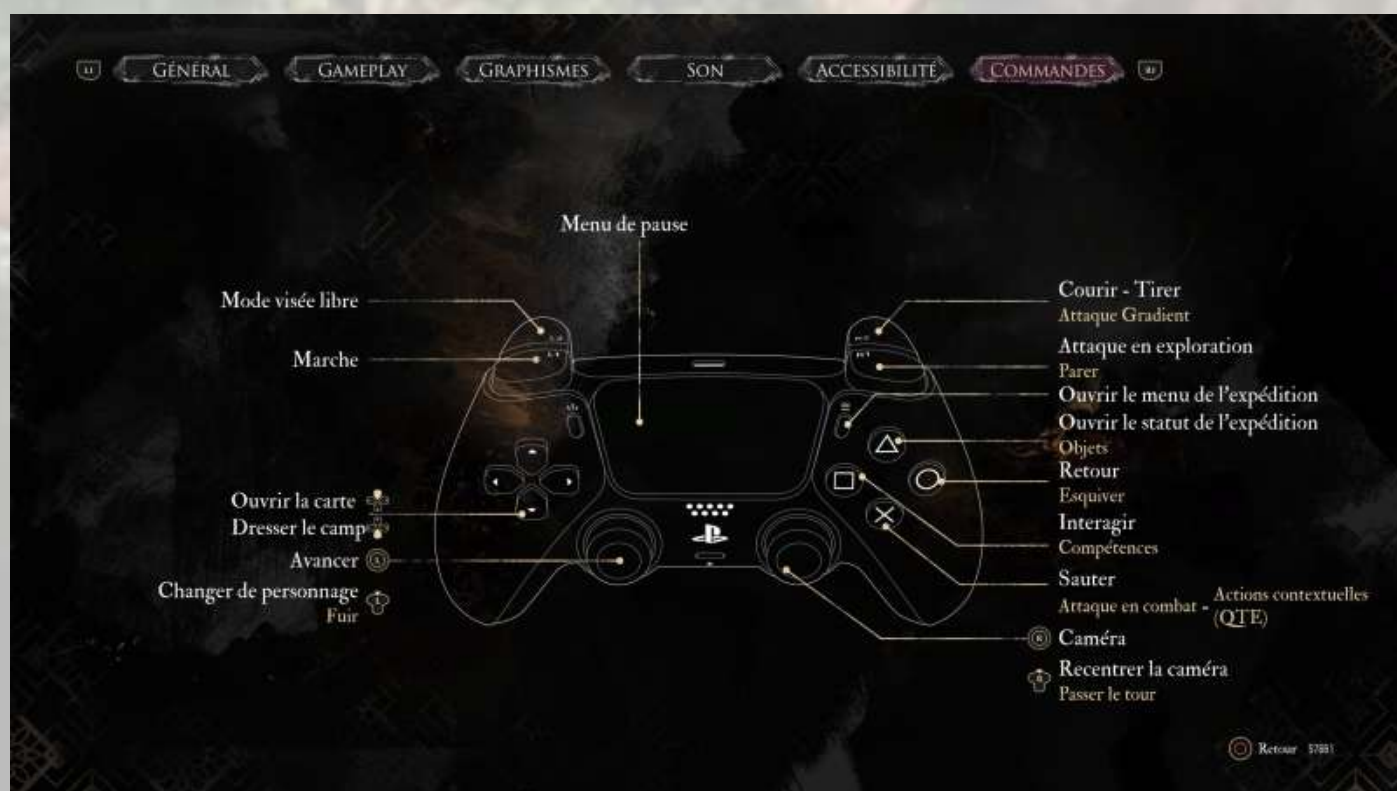 L1 GÉNÉRAL GAMEPLAY GRAPHISMES SON ACCESSIBILITÉ COMMANDES R1
Menu de pause
Mode visée libre
Marche
Ouvrir la carte
Dresser le camp
Avancer
Changer de personnage
Fuir
Courir - Tirer
Attaque Gradient
Attaque en exploration
Parer
Ouvrir le menu de l'expédition
Ouvrir le statut de l'expédition
Objets
Retour
Esquiver
Interagir
Compétences
Sauter
Attaque en combat - Actions contextuelles
(QTE)
Caméra
Recentrer la caméra
Passer le tour
Retour 57881